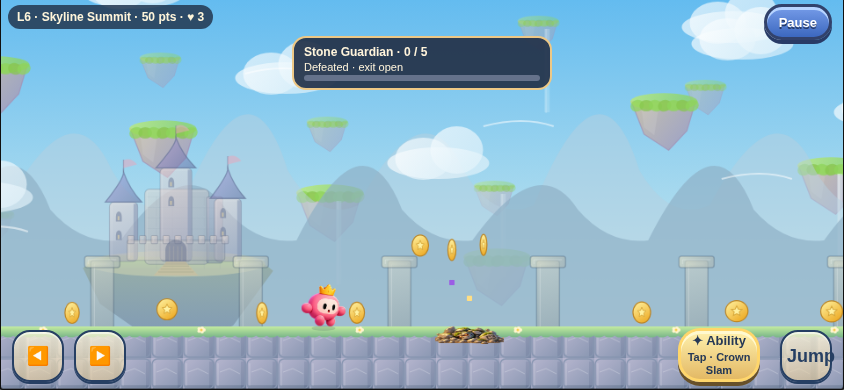 L6 · Skyline Summit · 50 pts · ♥ 3
Pause
Stone Guardian · 0 / 5
Defeated · exit open
✦ Ability
Tap · Crown
Slam
Jump